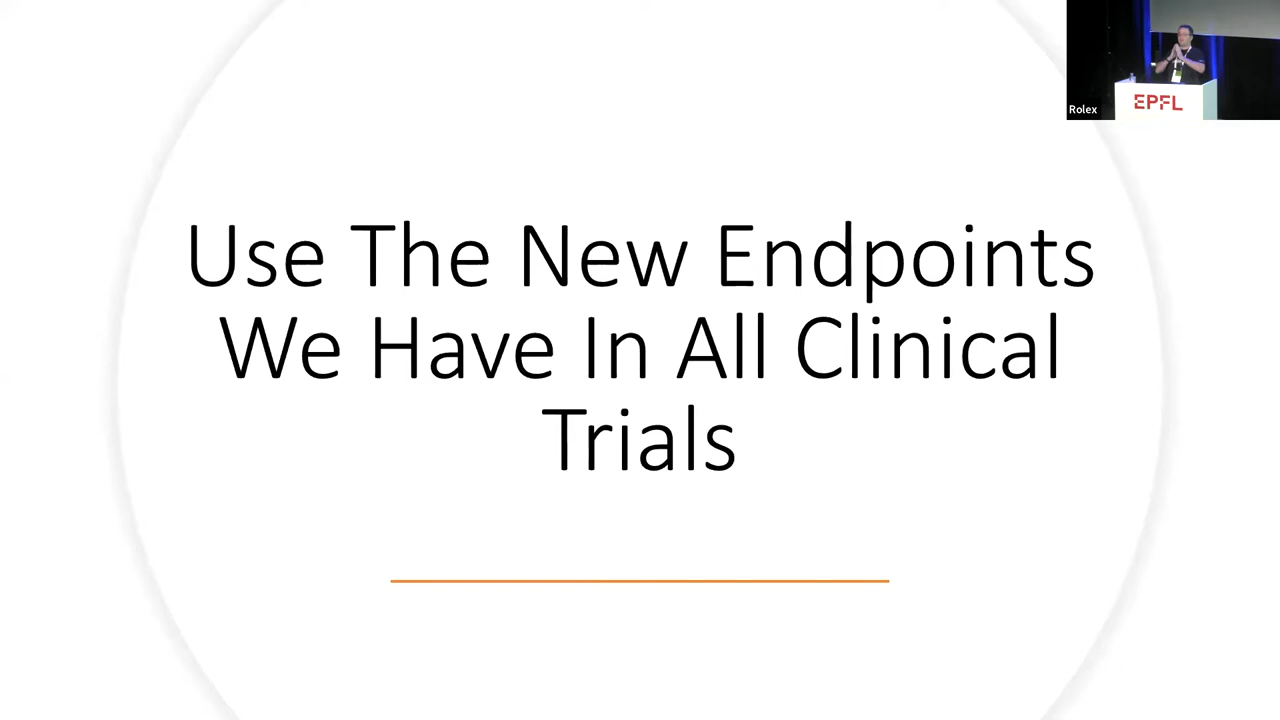 Rolex
EPFL
Use The New Endpoints
We Have In All Clinical
Trials